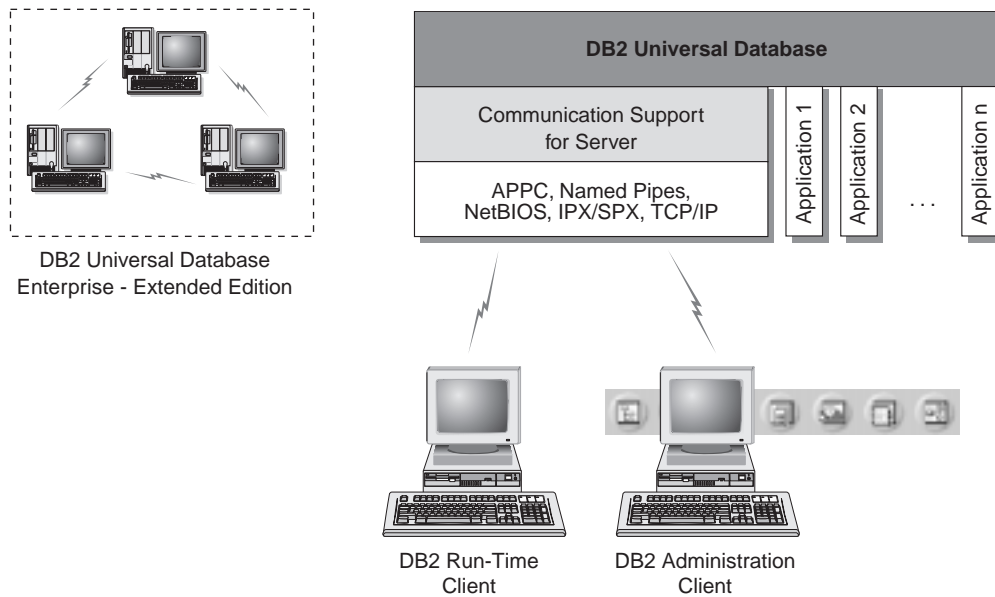 DB2 Universal Database
Enterprise - Extended Edition
DB2 Universal Database
Communication Support
for Server
APPC, Named Pipes,
NetBIOS, IPX/SPX, TCP/IP
Application 1
Application 2
. . .
Application n
DB2 Run-Time
Client
DB2 Administration
Client